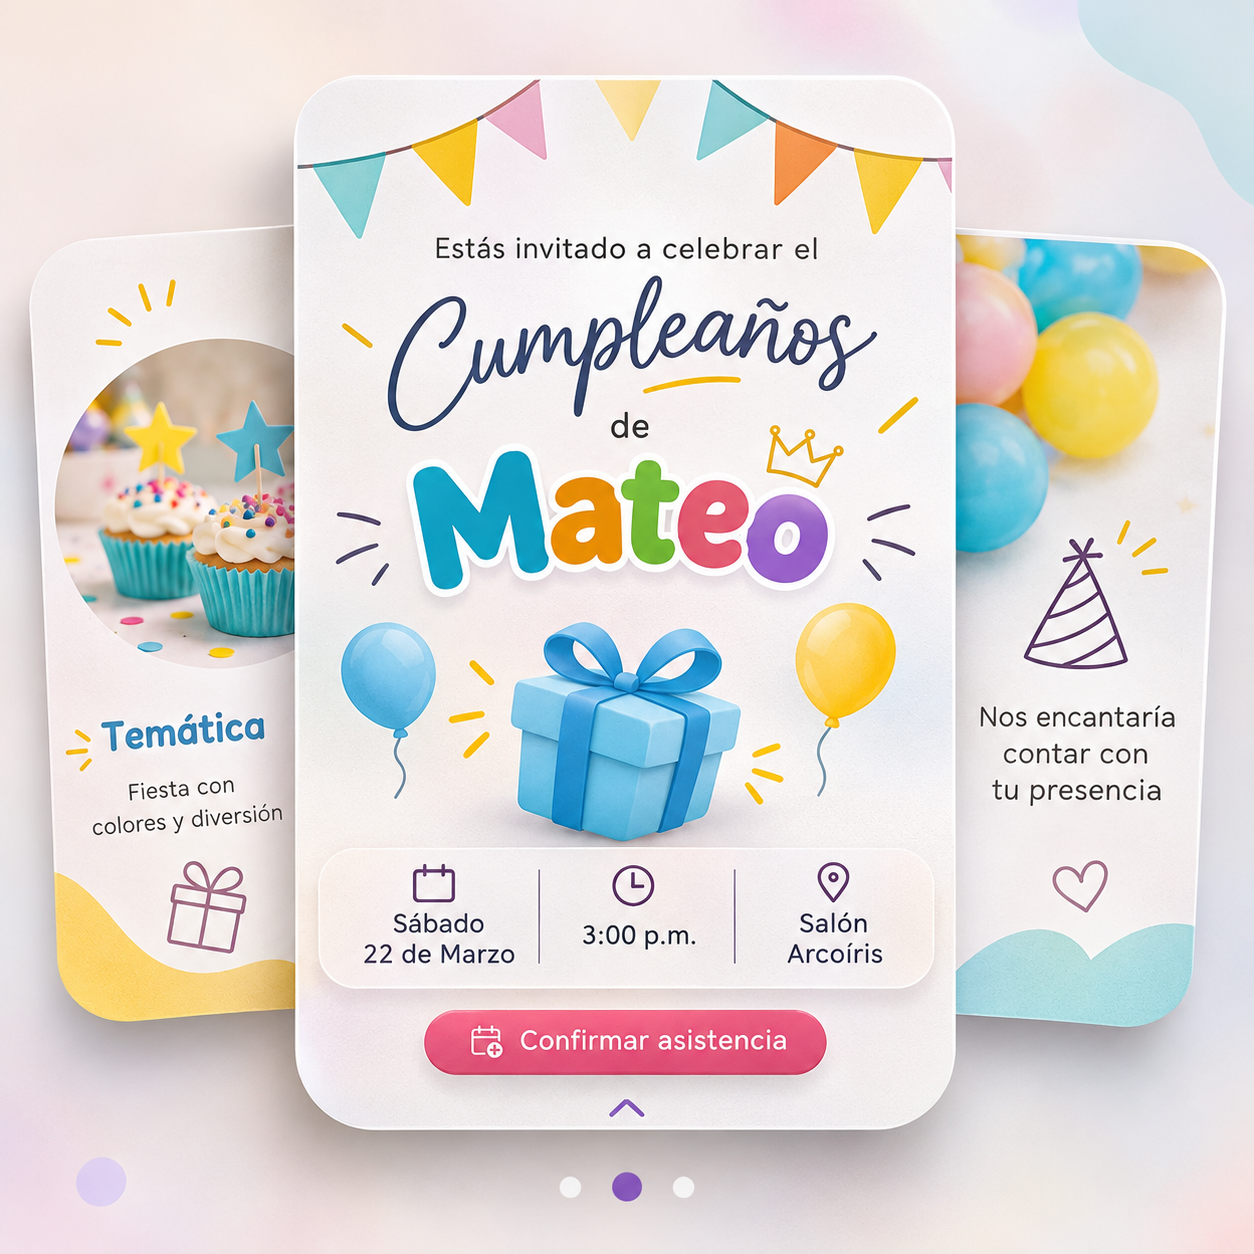 Estás invitado a celebrar el
Cumpleaños
de
Mateo
Sábado
22 de Marzo
3:00 p.m.
Salón
Arcoíris
Confirmar asistencia
Temática
Fiesta con
colores y diversión
Nos encantaría
contar con
tu presencia